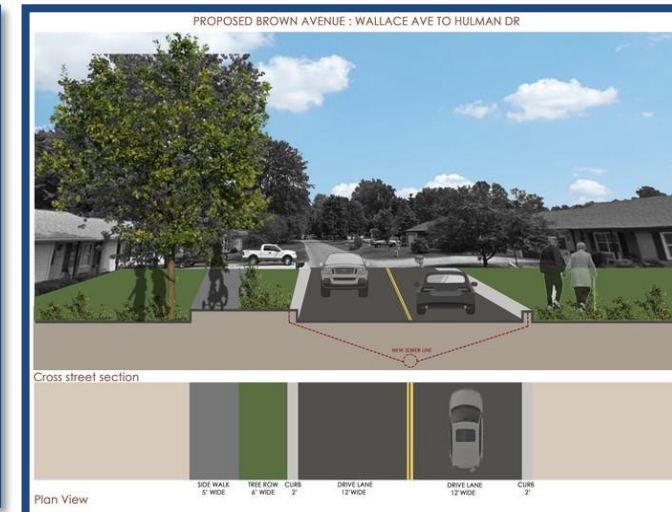 PROPOSED BROWN AVENUE : WALLACE AVE TO HULMAN DR
NEW SEWER LINE
Cross street section
SIDE WALK
5' WIDE
TREE ROW
6' WIDE
CURB
2'
DRIVE LANE
12'WIDE
DRIVE LANE
12'WIDE
CURB
2'
Plan View